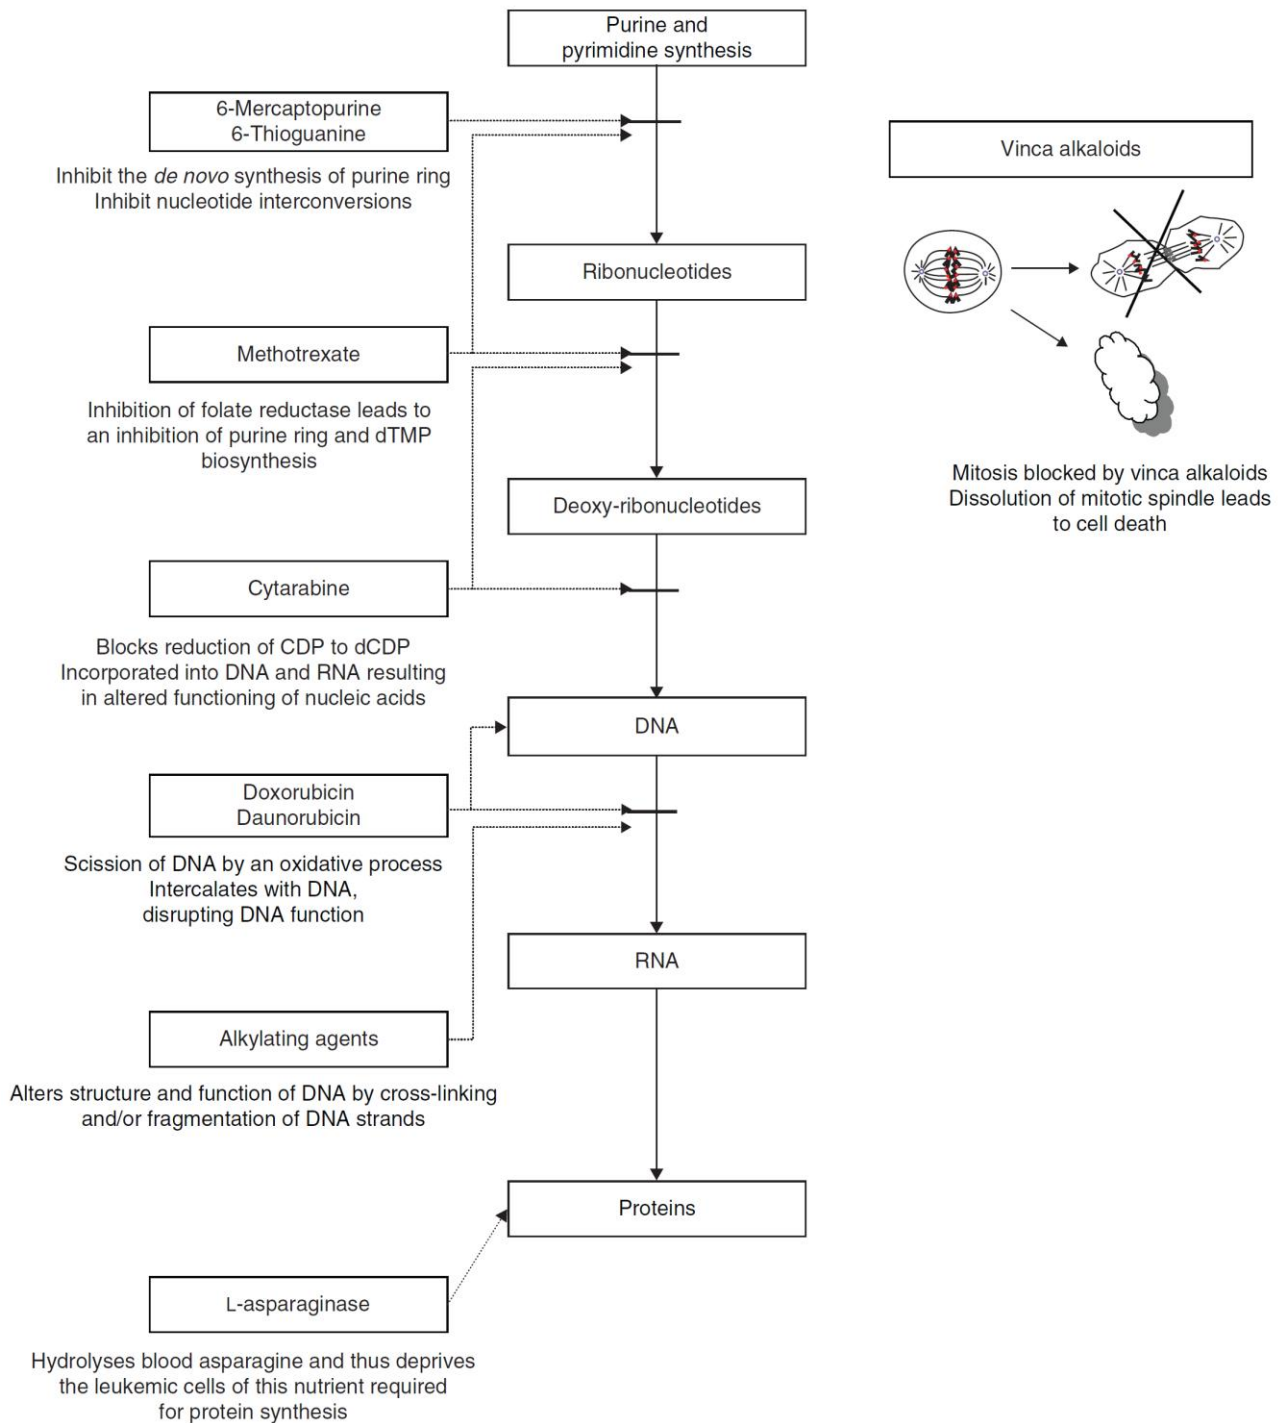 Purine and
pyrimidine synthesis
6-Mercaptopurine
6-Thioguanine
Inhibit the de novo synthesis of purine ring
Inhibit nucleotide interconversions
Vinca alkaloids
Ribonucleotides
Methotrexate
Inhibition of folate reductase leads to
an inhibition of purine ring and dTMP
biosynthesis
Mitosis blocked by vinca alkaloids
Dissolution of mitotic spindle leads
to cell death
Deoxy-ribonucleotides
Cytarabine
Blocks reduction of CDP to dCDP
Incorporated into DNA and RNA resulting
in altered functioning of nucleic acids
DNA
Doxorubicin
Daunorubicin
Scission of DNA by an oxidative process
Intercalates with DNA,
disrupting DNA function
RNA
Alkylating agents
Alters structure and function of DNA by cross-linking
and/or fragmentation of DNA strands
Proteins
L-asparaginase
Hydrolyses blood asparagine and thus deprives
the leukemic cells of this nutrient required
for protein synthesis